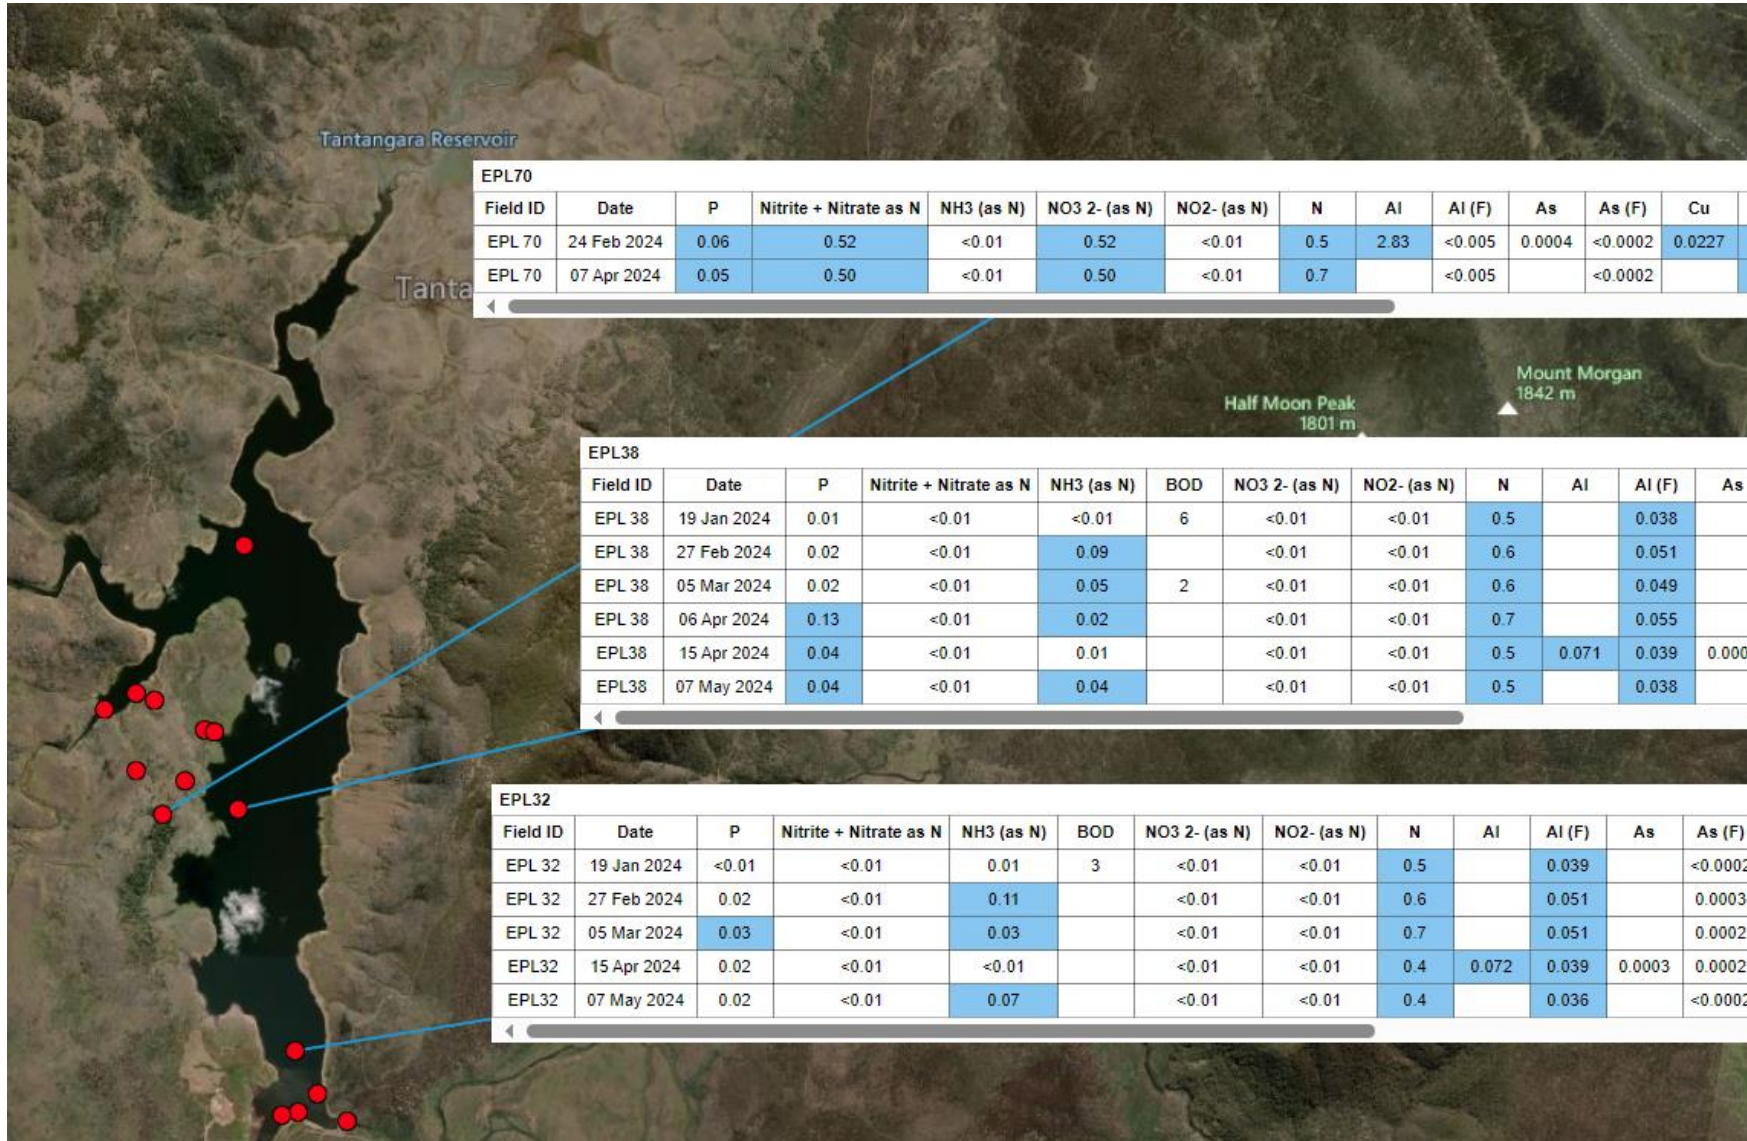 Tantangara Reservoir
Tanta
EPL70
Field ID Date P Nitrite + Nitrate as N NH3 (as N) NO3 2- (as N) NO2- (as N) N Al Al (F) As As (F) Cu
EPL 70 24 Feb 2024 0.06 0.52 <0.01 0.52 <0.01 0.5 2.83 <0.005 0.0004 <0.0002 0.0227
EPL 70 07 Apr 2024 0.05 0.50 <0.01 0.50 <0.01 0.7 <0.005 <0.0002
Mount Morgan
1842 m
Half Moon Peak
1801 m
EPL38
Field ID Date P Nitrite + Nitrate as N NH3 (as N) BOD NO3 2- (as N) NO2- (as N) N Al Al (F) As
EPL 38 19 Jan 2024 0.01 <0.01 <0.01 6 <0.01 <0.01 0.5 0.038
EPL 38 27 Feb 2024 0.02 <0.01 0.09 <0.01 <0.01 0.6 0.051
EPL 38 05 Mar 2024 0.02 <0.01 0.05 2 <0.01 <0.01 0.6 0.049
EPL 38 06 Apr 2024 0.13 <0.01 0.02 <0.01 <0.01 0.7 0.055
EPL38 15 Apr 2024 0.04 <0.01 0.01 <0.01 <0.01 0.5 0.071 0.039 0.000
EPL38 07 May 2024 0.04 <0.01 0.04 <0.01 <0.01 0.5 0.038
EPL32
Field ID Date P Nitrite + Nitrate as N NH3 (as N) BOD NO3 2- (as N) NO2- (as N) N Al Al (F) As As (F)
EPL 32 19 Jan 2024 <0.01 <0.01 0.01 3 <0.01 <0.01 0.5 0.039 <0.0002
EPL 32 27 Feb 2024 0.02 <0.01 0.11 <0.01 <0.01 0.6 0.051 0.0003
EPL 32 05 Mar 2024 0.03 <0.01 0.03 <0.01 <0.01 0.7 0.051 0.0002
EPL32 15 Apr 2024 0.02 <0.01 <0.01 <0.01 <0.01 0.4 0.072 0.039 0.0003 0.0002
EPL32 07 May 2024 0.02 <0.01 0.07 <0.01 <0.01 0.4 0.036 <0.0002